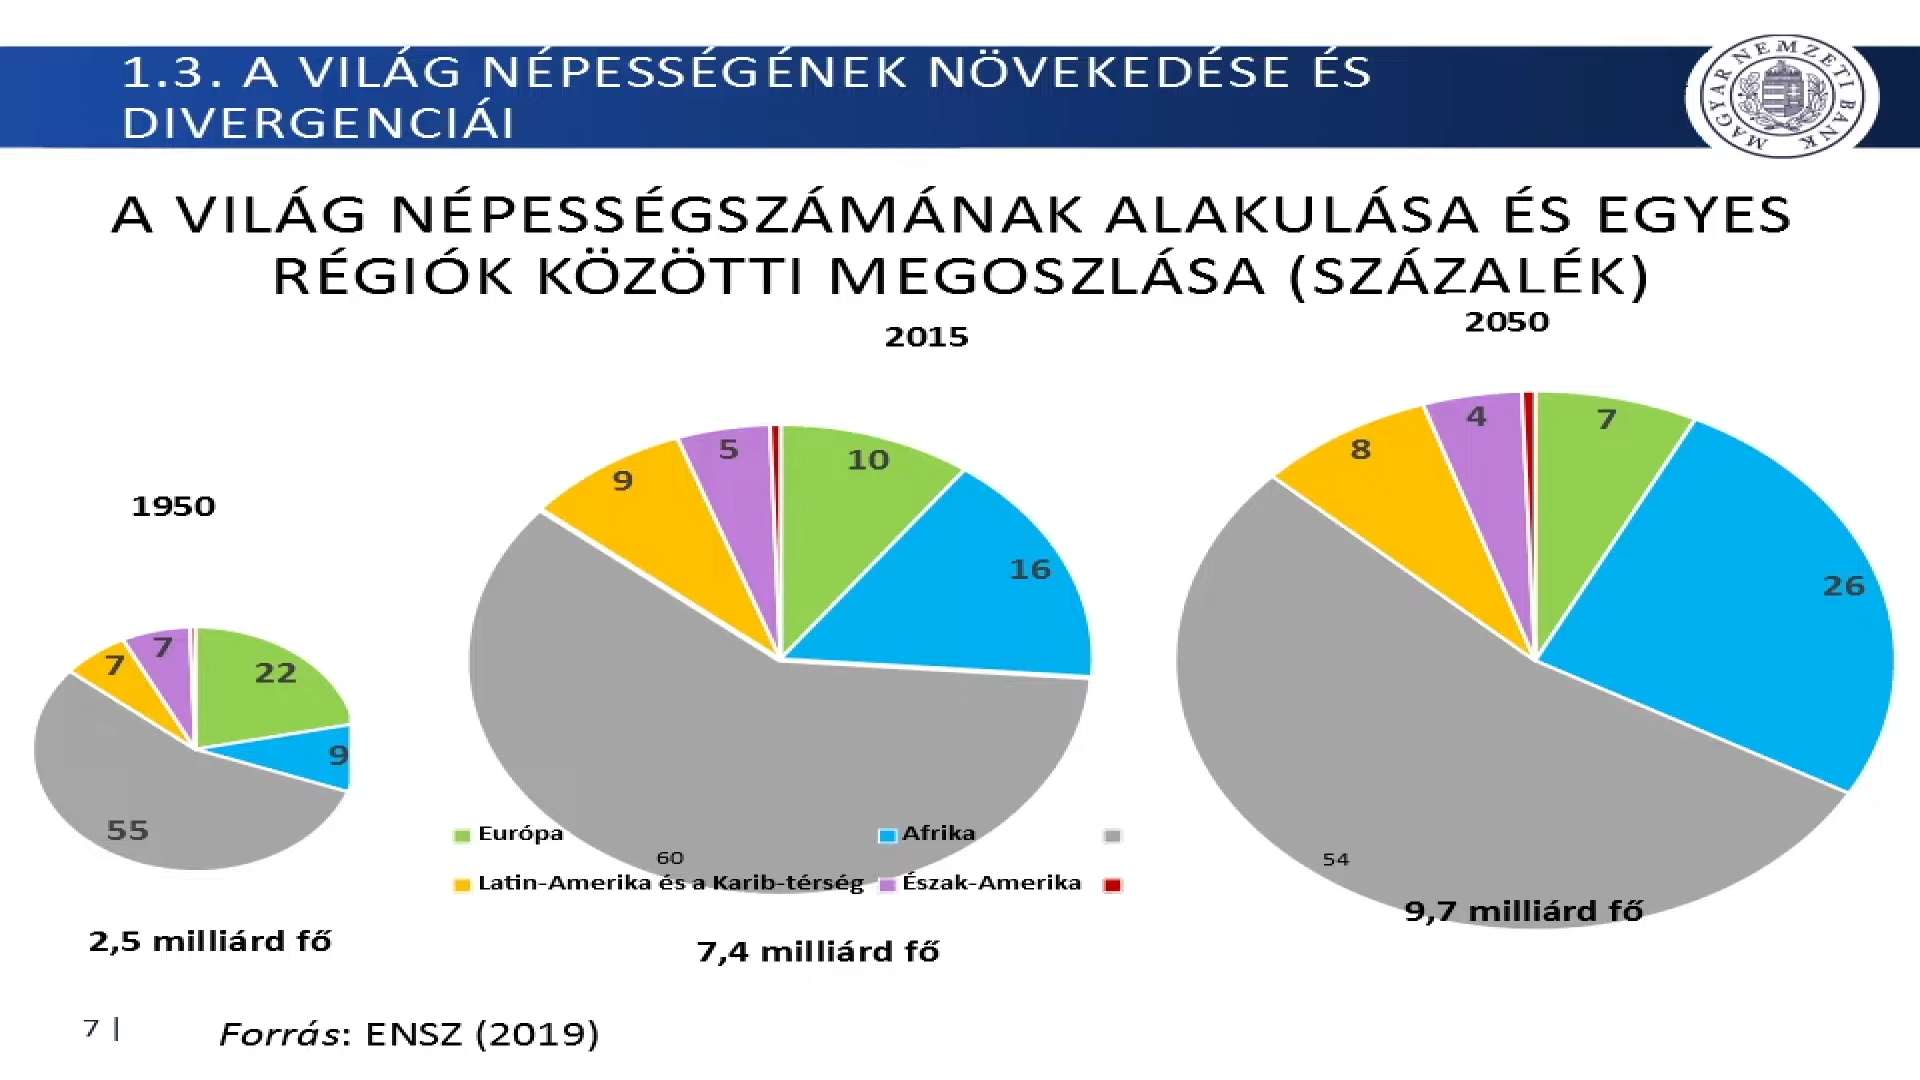 1.3. A VILÁG NÉPESSÉGÉNEK NÖVEKEDÉSE ÉS
DIVERGENCIÁI
MAGYAR NEMZETI BANK
A VILÁG NÉPESSÉGSZÁMÁNAK ALAKULÁSA ÉS EGYES
RÉGIÓK KÖZÖTTI MEGOSZLÁSA (SZÁZALÉK)
1950
22
9
55
7
7
2,5 milliárd fő
2015
10
16
60
9
5
7,4 milliárd fő
2050
7
26
54
8
4
9,7 milliárd fő
Európa
Afrika
Latin-Amerika és a Karib-térség
Észak-Amerika
7 |
Forrás: ENSZ (2019)